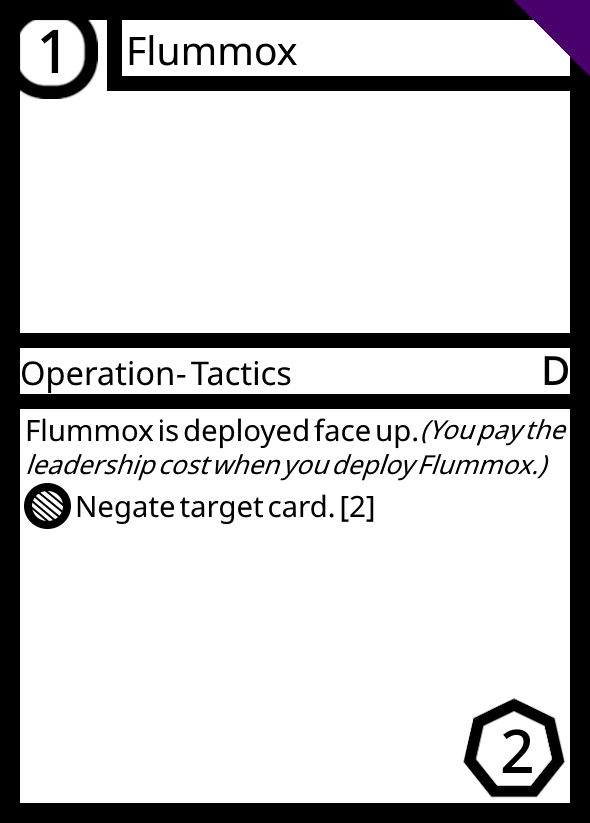 1
Flummox
Operation- Tactics
D
Flummox is deployed face up. (You pay the
leadership cost when you deploy Flummox.)
Negate target card. [2]
2